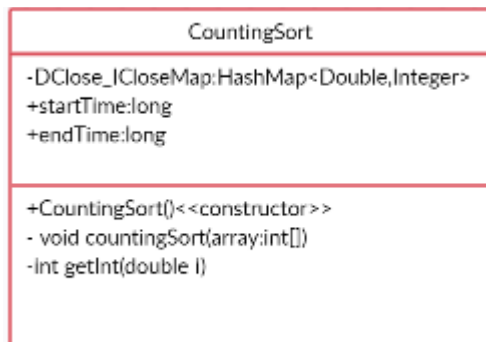 CountingSort
-DClose_ICloseMap:HashMap<Double,Integer>
+startTime:long
+endTime:long
+CountingSort()<<constructor>>
- void countingSort(array:int[])
-int getInt(double i)